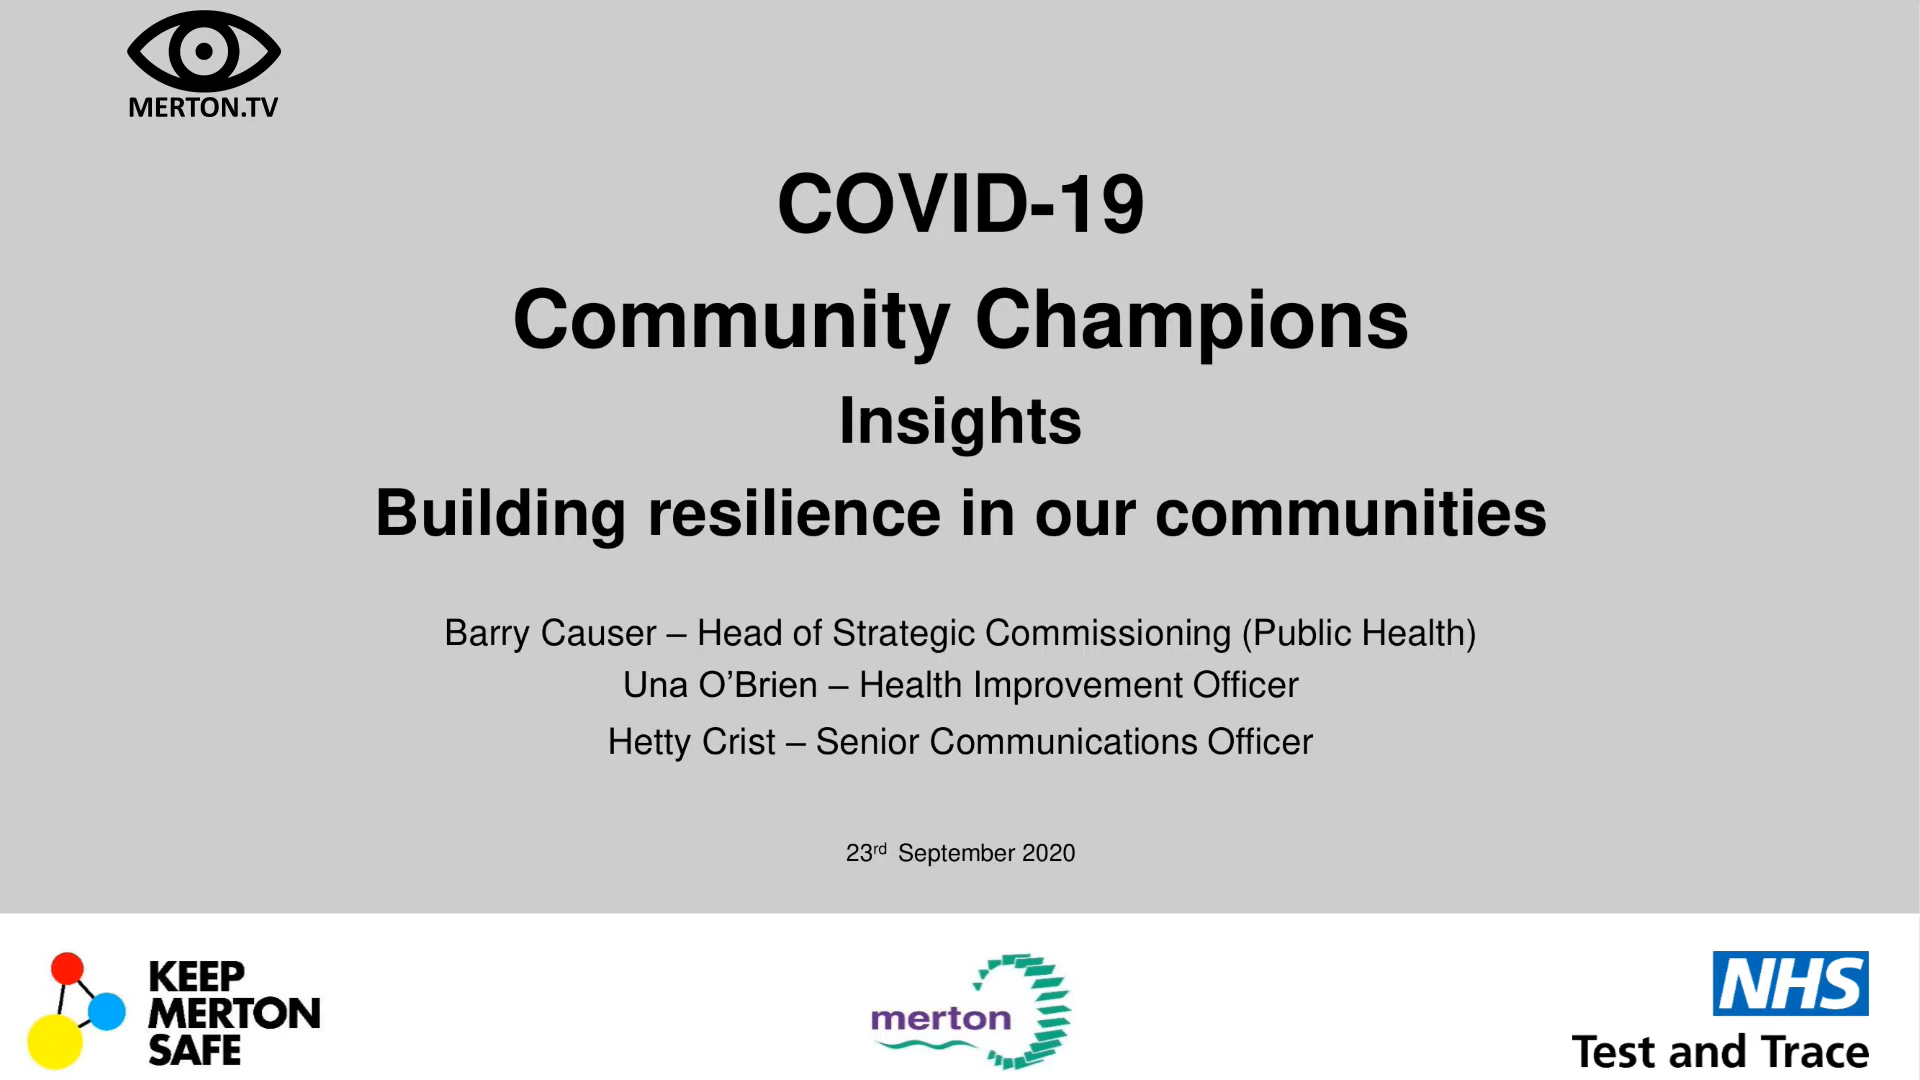 MERTON.TV
COVID-19
Community Champions
Insights
Building resilience in our communities
Barry Causer – Head of Strategic Commissioning (Public Health)
Una O’Brien – Health Improvement Officer
Hetty Crist – Senior Communications Officer
23rd September 2020
KEEP
MERTON
SAFE
merton
NHS
Test and Trace